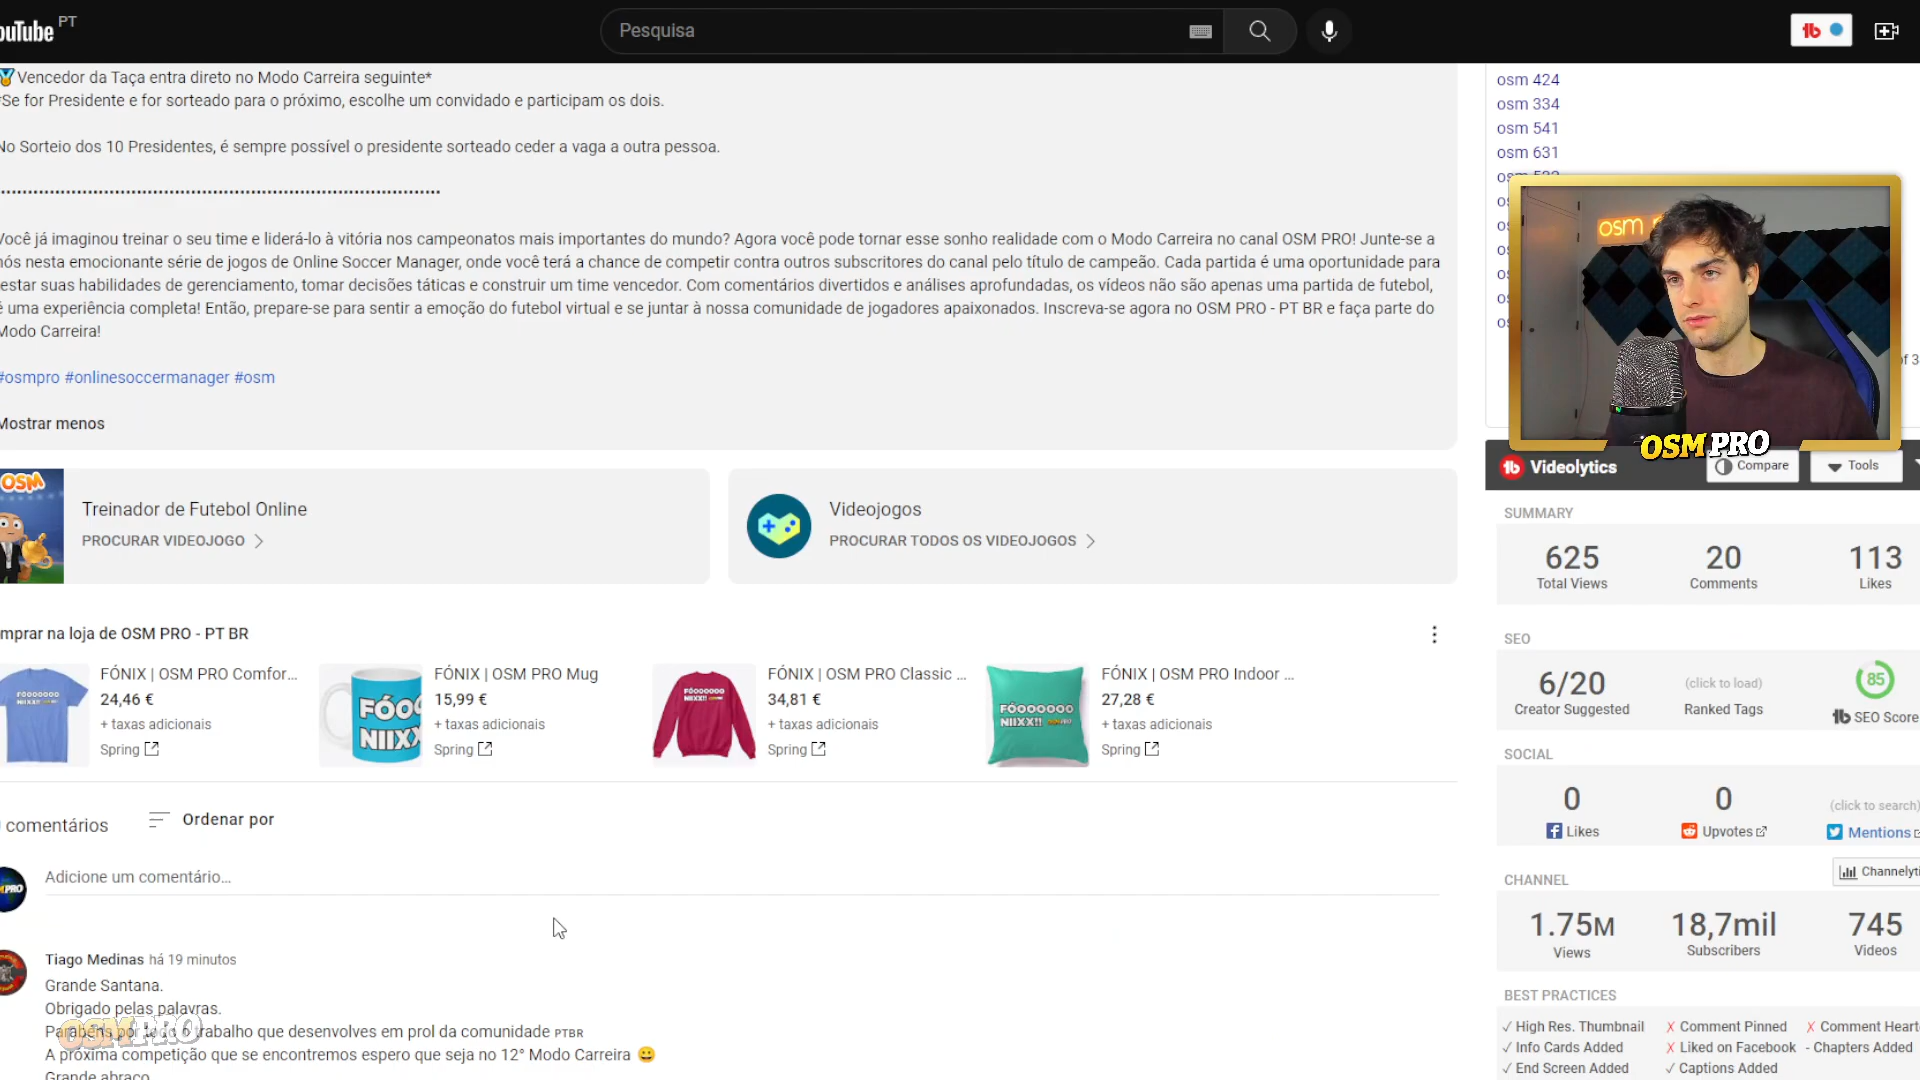 YouTube PT
Pesquisa
Vencedor da Taça entra direto no Modo Carreira seguinte*
*Se for Presidente e for sorteado para o próximo, escolhe um convidado e participam os dois.
No Sorteio dos 10 Presidentes, é sempre possível o presidente sorteado ceder a vaga a outra pessoa.
Você já imaginou treinar o seu time e liderá-lo à vitória nos campeonatos mais importantes do mundo? Agora você pode tornar esse sonho realidade com o Modo Carreira no canal OSM PRO! Junte-se a
nós nesta emocionante série de jogos de Online Soccer Manager, onde você terá a chance de competir contra outros subscritores do canal pelo título de campeão. Cada partida é uma oportunidade para
testar suas habilidades de gerenciamento, tomar decisões táticas e construir um time vencedor. Com comentários divertidos e análises aprofundadas, os vídeos não são apenas uma partida de futebol,
é uma experiência completa! Então, prepare-se para sentir a emoção do futebol virtual e se juntar à nossa comunidade de jogadores apaixonados. Inscreva-se agora no OSM PRO - PT BR e faça parte do
Modo Carreira!
#osmpro #onlinesoccermanager #osm
Mostrar menos
OSM
Treinador de Futebol Online
PROCURAR VIDEOJOGO
Videojogos
PROCURAR TODOS OS VIDEOJOGOS
mprar na loja de OSM PRO - PT BR
FÓNIX | OSM PRO Comfor...
24,46 €
+ taxas adicionais
Spring
FÓNIX | OSM PRO Mug
15,99 €
+ taxas adicionais
Spring
FÓNIX | OSM PRO Classic ...
34,81 €
+ taxas adicionais
Spring
FÓNIX | OSM PRO Indoor ...
27,28 €
+ taxas adicionais
Spring
comentários
Ordenar por
Adicione um comentário...
Tiago Medinas há 19 minutos
Grande Santana.
Obrigado pelas palavras.
Parabéns por todo o trabalho que desenvolves em prol da comunidade PTBR
A próxima competição que se encontremos espero que seja no 12° Modo Carreira 😀
Grande abraço
OSM PRO
osm 424
osm 334
osm 541
osm 631
osm
OSM PRO
Videolytics
Compare
Tools
SUMMARY
625
Total Views
20
Comments
113
Likes
SEO
6/20
Creator Suggested
(click to load)
Ranked Tags
85
SEO Score
SOCIAL
0
Likes
0
Upvotes
(click to search)
Mentions
CHANNEL
Channelyti
1.75M
Views
18,7mil
Subscribers
745
Videos
BEST PRACTICES
✓ High Res. Thumbnail
✗ Comment Pinned
✗ Comment Hearte
✓ Info Cards Added
✗ Liked on Facebook
- Chapters Added
✓ End Screen Added
✓ Captions Added